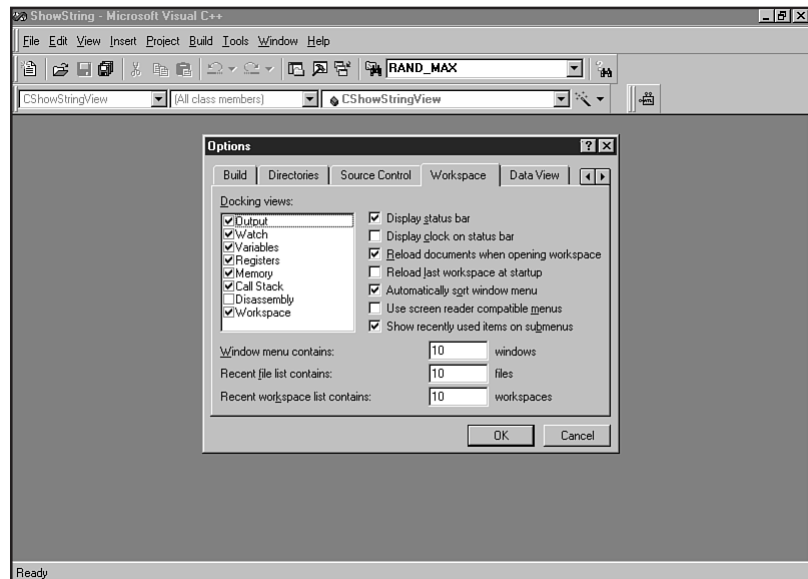 ShowString - Microsoft Visual C++
File Edit View Insert Project Build Tools Window Help
RAND_MAX
CShowStringView (All class members) CShowStringView
Options
Build Directories Source Control Workspace Data View
Docking views:
Output
Watch
Variables
Registers
Memory
Call Stack
Disassembly
Workspace
Display status bar
Display clock on status bar
Reload documents when opening workspace
Reload last workspace at startup
Automatically sort window menu
Use screen reader compatible menus
Show recently used items on submenus
Window menu contains: 10 windows
Recent file list contains: 10 files
Recent workspace list contains: 10 workspaces
OK Cancel
Ready